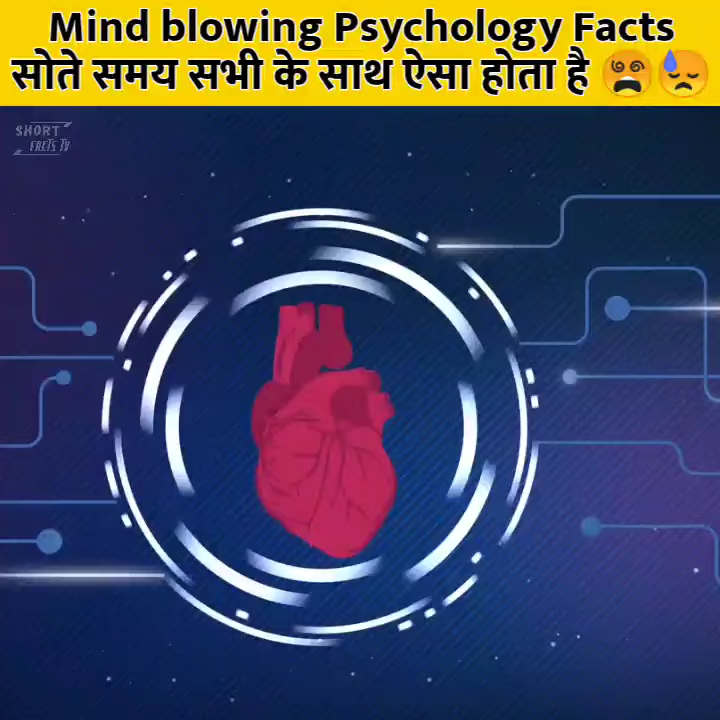 Mind blowing Psychology Facts
सोते समय सभी के साथ ऐसा होता है 😵😓
SHORT
FACTS TV